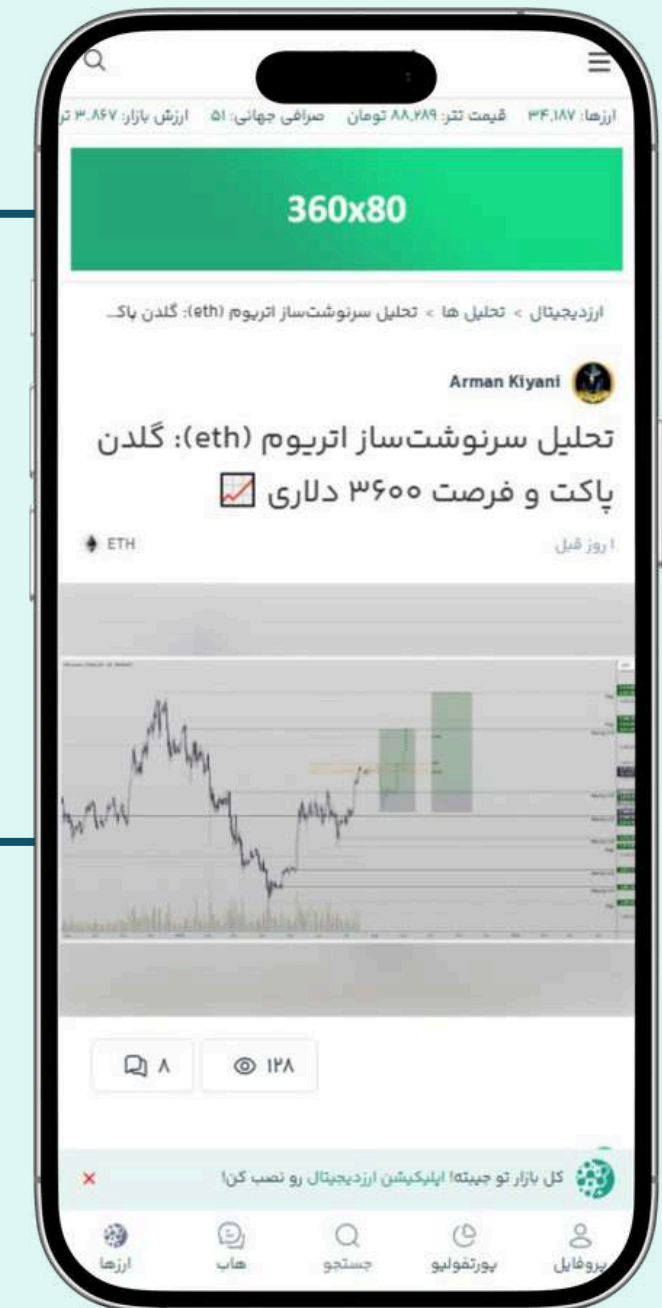 ارزها: ۳۴,۱۸۷ قیمت تتر: ۸۸,۲۸۹ تومان صرافی جهانی: ۵۱ ارزش بازار: ۳.۸۶۷ تر
360x80
ارزدیجیتال > تحلیل ها > تحلیل سرنوشت‌ساز اتریوم (eth): گلدن پاکـ...
Arman Kiyani
تحلیل سرنوشت‌ساز اتریوم (eth): گلدن
پاکت و فرصت ۳۶۰۰ دلاری
۱ روز قبل
ETH
۱۲۸
۸
کل بازار تو جیبته! اپلیکیشن ارزدیجیتال رو نصب کن!
پروفایل پورتفولیو جستجو هاب ارزها